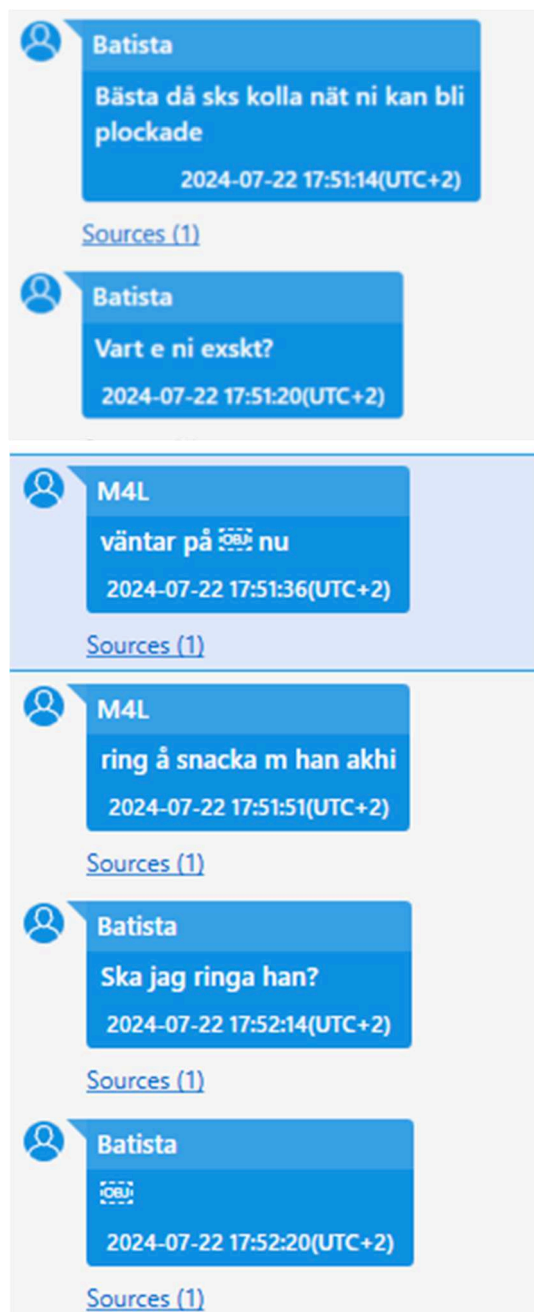 Batista
Bästa då sks kolla nät ni kan bli
plockade
2024-07-22 17:51:14(UTC+2)
Sources (1)
Batista
Vart e ni exskt?
2024-07-22 17:51:20(UTC+2)
M4L
väntar på OBJ nu
2024-07-22 17:51:36(UTC+2)
Sources (1)
M4L
ring å snacka m han akhi
2024-07-22 17:51:51(UTC+2)
Sources (1)
Batista
Ska jag ringa han?
2024-07-22 17:52:14(UTC+2)
Sources (1)
Batista
OBJ
2024-07-22 17:52:20(UTC+2)
Sources (1)